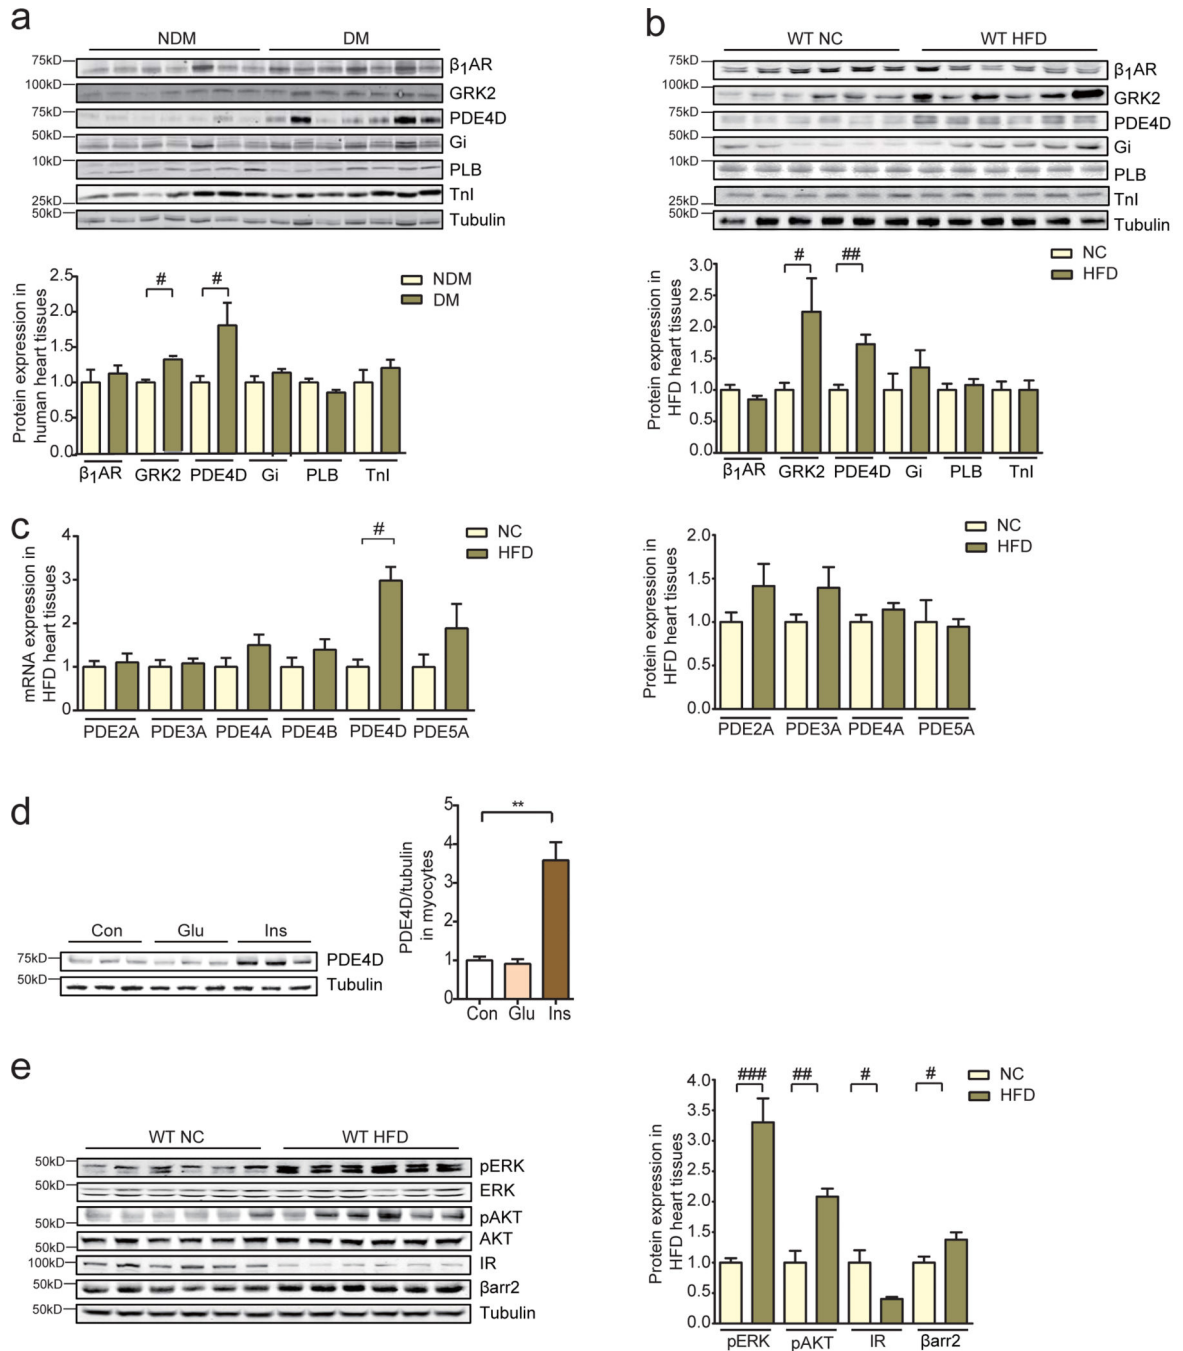 a
NDM DM
75kD
β1AR
100kD
GRK2
75kD
PDE4D
50kD
Gi
10kD
PLB
TnI
25kD
50kD
Tubulin
Protein expression in
human heart tissues
2.5
2.0
1.5
1.0
0.5
0.0
# #
NDM
DM
β1AR GRK2 PDE4D Gi PLB TnI
b
WT NC WT HFD
75kD
β1AR
100kD
GRK2
75kD
PDE4D
50kD
Gi
10kD
PLB
TnI
25kD
50kD
Tubulin
Protein expression in
HFD heart tissues
3.0
2.5
2.0
1.5
1.0
0.5
0.0
# ##
NC
HFD
β1AR GRK2 PDE4D Gi PLB TnI
c
mRNA expression in
HFD heart tissues
4
3
2
1
0
#
NC
HFD
PDE2A PDE3A PDE4A PDE4B PDE4D PDE5A
Protein expression in
HFD heart tissues
2.0
1.5
1.0
0.5
0.0
NC
HFD
PDE2A PDE3A PDE4A PDE5A
d
Con Glu Ins
75kD
PDE4D
50kD
Tubulin
PDE4D/tubulin
in myocytes
5
4
3
2
1
0
**
Con Glu Ins
e
WT NC WT HFD
50kD
pERK
50kD
ERK
pAKT
50kD
AKT
50kD
100kD
IR
50kD
βarr2
50kD
Tubulin
Protein expression in
HFD heart tissues
4.0
3.5
3.0
2.0
1.5
1.0
0.5
0.0
### ## # #
NC
HFD
pERK pAKT IR βarr2